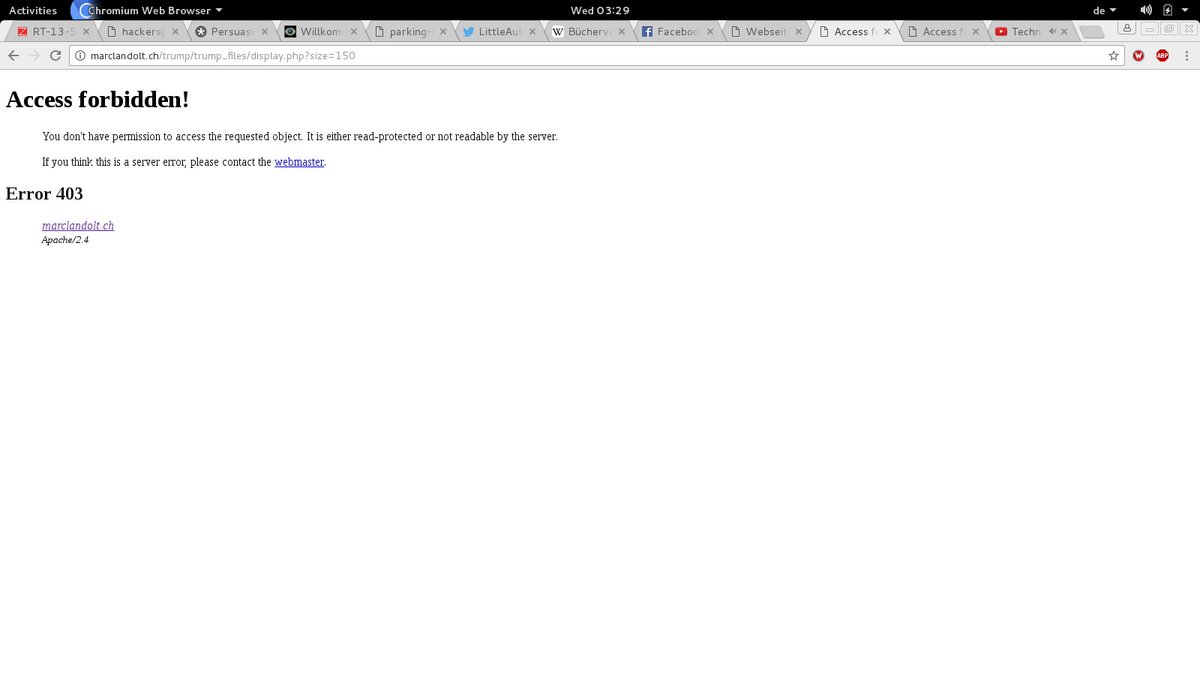 Activities Chromium Web Browser Wed 03:29 de
RT-13-5 hackersp Persuasi Willkom parking- LittleAut Bücherve Faceboo Webseit Access f Access f Techn
marclandolt.ch/trump/trump_files/display.php?size=150 W ABP
Access forbidden!
You don't have permission to access the requested object. It is either read-protected or not readable by the server.
If you think this is a server error, please contact the webmaster.
Error 403
marclandolt.ch
Apache/2.4